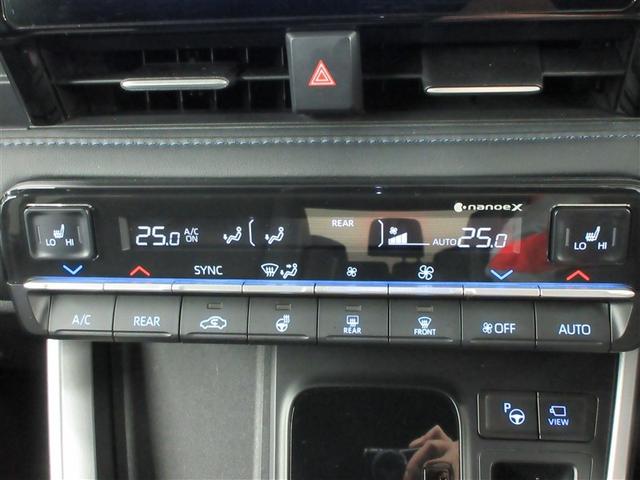 nanoeX
REAR
LO HI
25.0 A/C ON
AUTO 25.0
LO HI
SYNC
A/C
REAR
REAR
FRONT
OFF
AUTO
P
VIEW